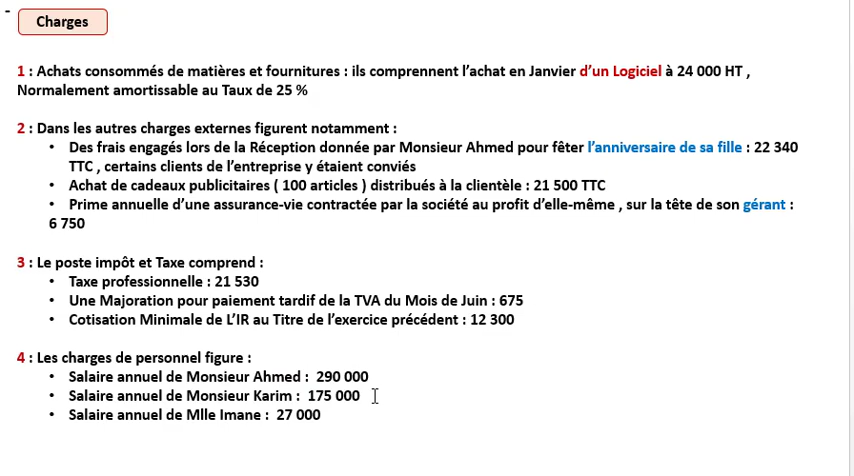 -
Charges
1 : Achats consommés de matières et fournitures : ils comprennent l’achat en Janvier d’un Logiciel à 24 000 HT ,
Normalement amortissable au Taux de 25 %
2 : Dans les autres charges externes figurent notamment :
• Des frais engagés lors de la Réception donnée par Monsieur Ahmed pour fêter l’anniversaire de sa fille : 22 340
TTC , certains clients de l’entreprise y étaient conviés
• Achat de cadeaux publicitaires ( 100 articles ) distribués à la clientèle : 21 500 TTC
• Prime annuelle d’une assurance-vie contractée par la société au profit d’elle-même , sur la tête de son gérant :
6 750
3 : Le poste impôt et Taxe comprend :
• Taxe professionnelle : 21 530
• Une Majoration pour paiement tardif de la TVA du Mois de Juin : 675
• Cotisation Minimale de L’IR au Titre de l’exercice précédent : 12 300
4 : Les charges de personnel figure :
• Salaire annuel de Monsieur Ahmed : 290 000
• Salaire annuel de Monsieur Karim : 175 000
• Salaire annuel de Mlle Imane : 27 000